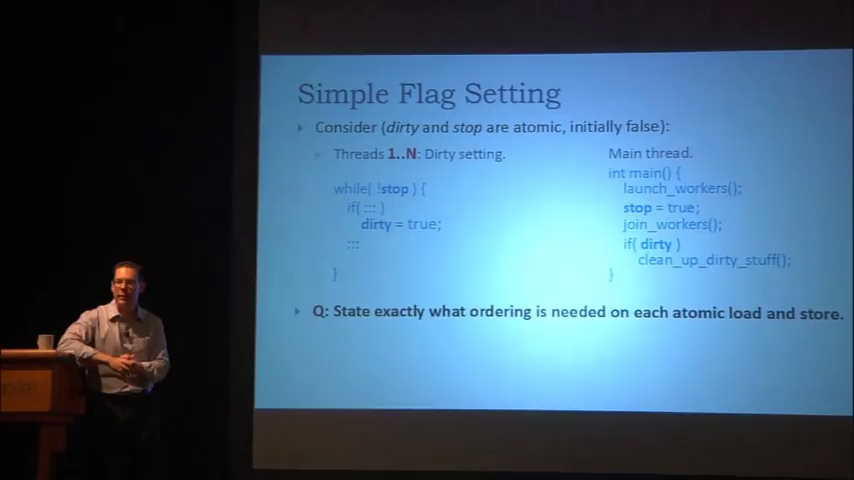 Simple Flag Setting
Consider (dirty and stop are atomic, initially false):
Threads 1..N: Dirty setting.
while( !stop ) {
if( ::: )
dirty = true;
:::
}
Main thread.
int main() {
launch_workers();
stop = true;
join_workers();
if( dirty )
clean_up_dirty_stuff();
}
Q: State exactly what ordering is needed on each atomic load and store.